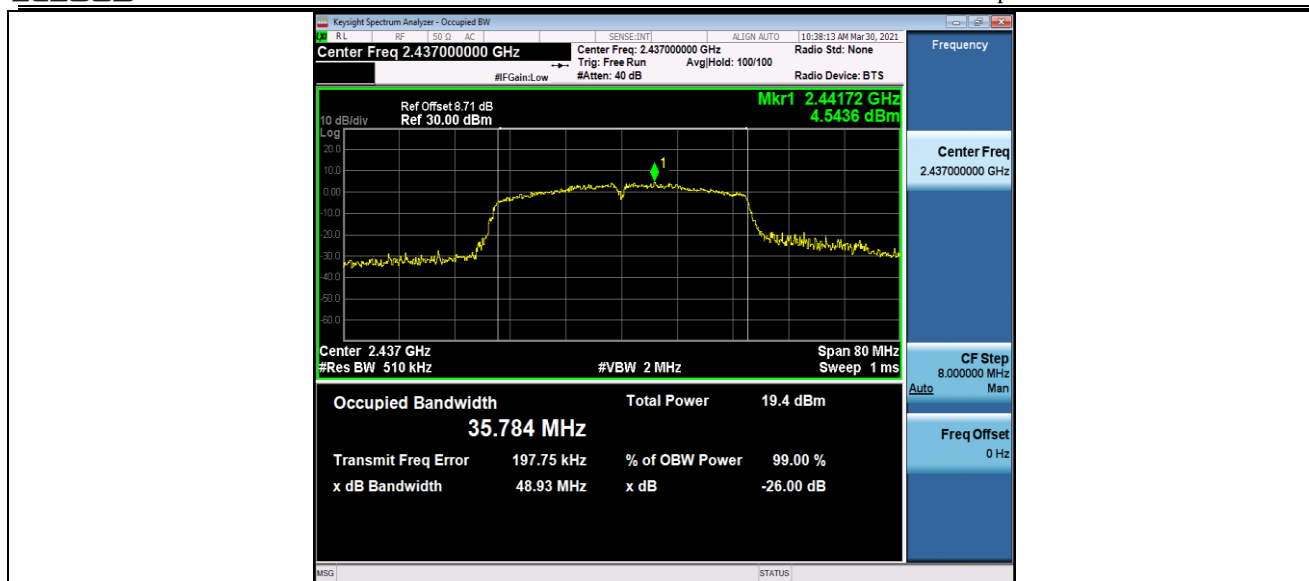 Keysight Spectrum Analyzer - Occupied BW
RL RF 50 Ω AC SENSE:INT ALIGN AUTO 10:38:13 AM Mar 30, 2021
Center Freq 2.437000000 GHz
Center Freq: 2.437000000 GHz Radio Std: None
Trig: Free Run Avg|Hold: 100/100
#IFGain:Low #Atten: 40 dB Radio Device: BTS
Frequency
Mkr1 2.44172 GHz
4.5436 dBm
Ref Offset 8.71 dB
10 dB/div Ref 30.00 dBm
Log
20.0
10.0
0.00
-10.0
-20.0
-30.0
-40.0
-50.0
-60.0
1
Center 2.437 GHz Span 80 MHz
#Res BW 510 kHz #VBW 2 MHz Sweep 1 ms
Occupied Bandwidth Total Power 19.4 dBm
35.784 MHz
Transmit Freq Error 197.75 kHz % of OBW Power 99.00 %
x dB Bandwidth 48.93 MHz x dB -26.00 dB
Center Freq
2.437000000 GHz
CF Step
8.000000 MHz
Auto Man
Freq Offset
0 Hz
MSG STATUS